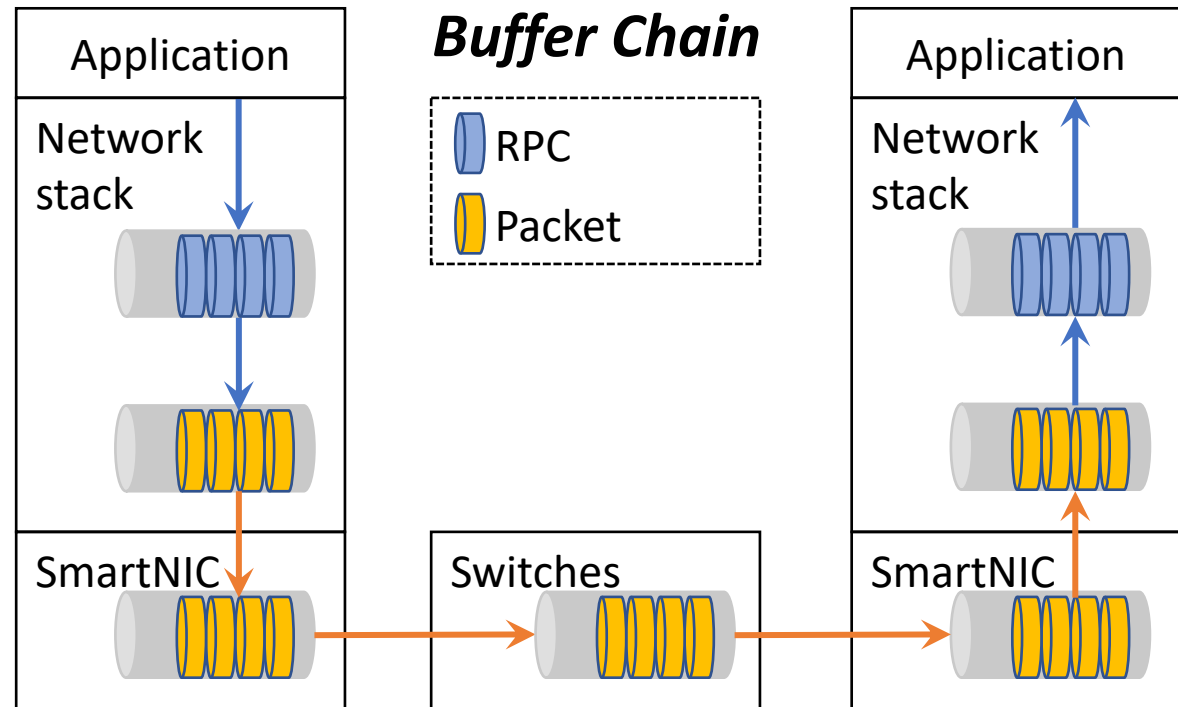 Buffer Chain
Application
Network
stack
SmartNIC
RPC
Packet
Switches
Application
Network
stack
SmartNIC